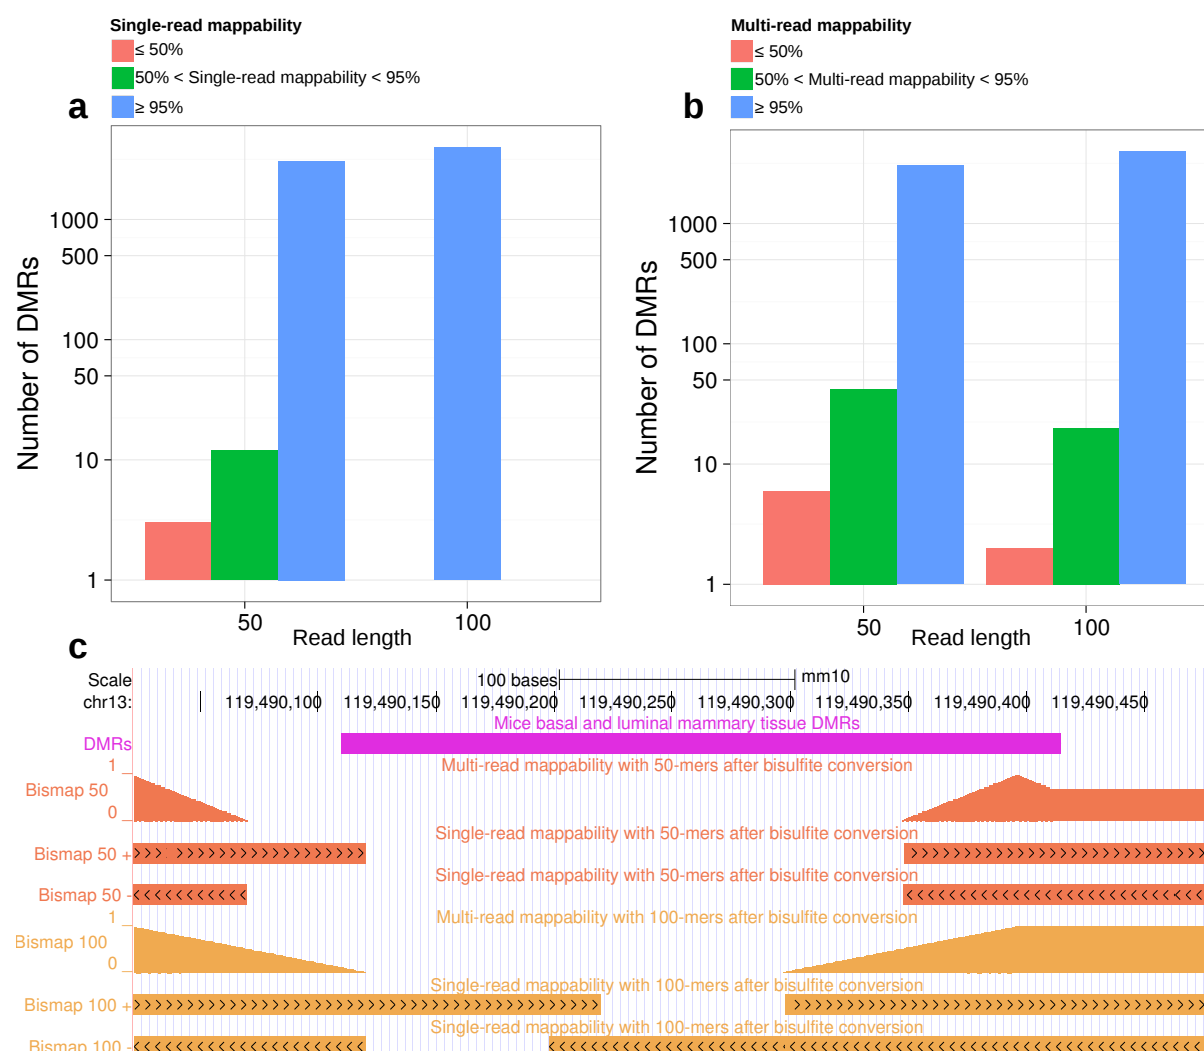 Single-read mappability
≤ 50%
50% < Single-read mappability < 95%
≥ 95%
a
Number of DMRs
1000
500
100
50
10
1
50
100
Read length
Multi-read mappability
≤ 50%
50% < Multi-read mappability < 95%
≥ 95%
b
Number of DMRs
1000
500
100
50
10
1
50
100
Read length
c
Scale 100 bases mm10
chr13: 119,490,100 119,490,150 119,490,200 119,490,250 119,490,300 119,490,350 119,490,400 119,490,450
Mice basal and luminal mammary tissue DMRs
DMRs
Multi-read mappability with 50-mers after bisulfite conversion
1
Bismap 50
0
Single-read mappability with 50-mers after bisulfite conversion
Bismap 50 +
Single-read mappability with 50-mers after bisulfite conversion
Bismap 50 -
Multi-read mappability with 100-mers after bisulfite conversion
1
Bismap 100
0
Single-read mappability with 100-mers after bisulfite conversion
Bismap 100 +
Single-read mappability with 100-mers after bisulfite conversion
Bismap 100 -